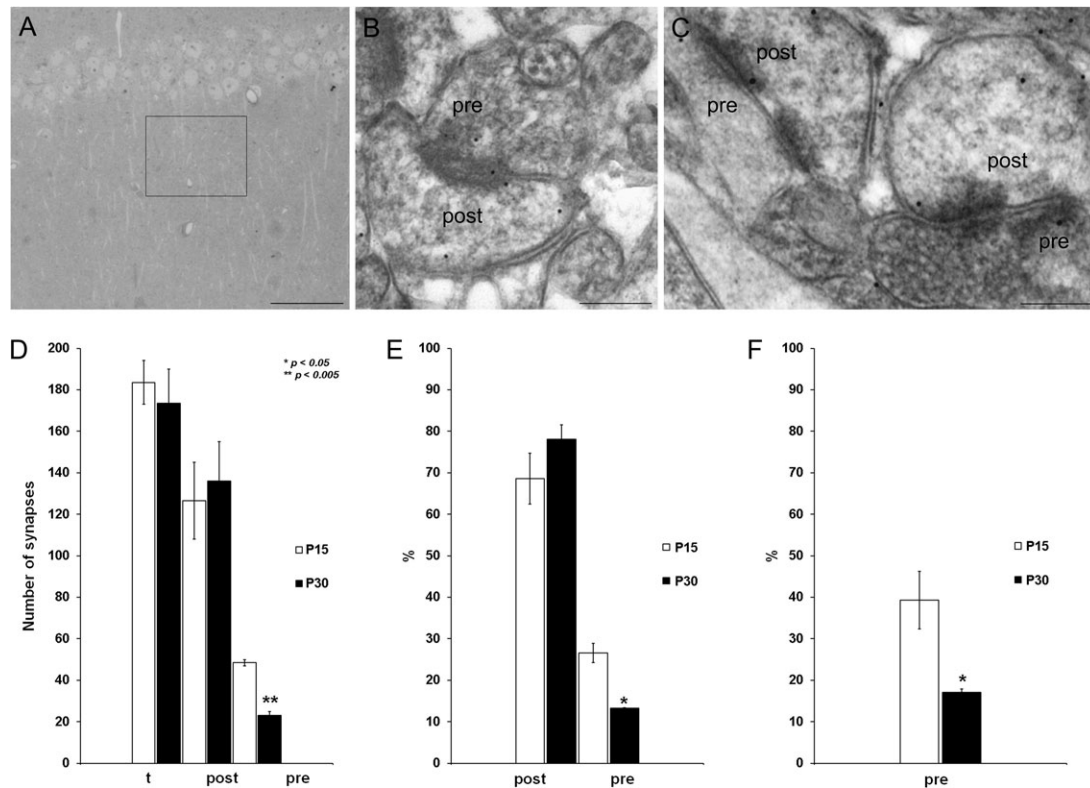 A
B
C
pre
post
post
pre
post
pre
D
Number of synapses
200
180
160
140
120
100
80
60
40
20
0
* p < 0.05
** p < 0.005
P15
P30
**
t post pre
E
%
100
90
80
70
60
50
40
30
20
10
0
P15
P30
*
post pre
F
%
100
90
80
70
60
50
40
30
20
10
0
P15
P30
*
pre